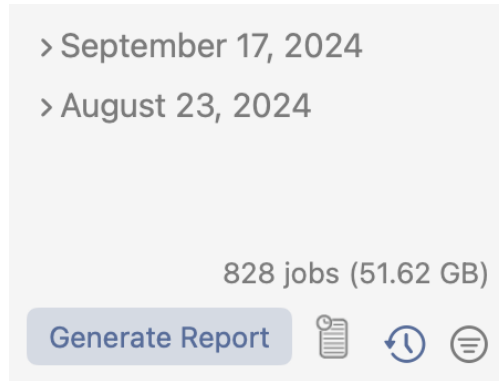 September 17, 2024
August 23, 2024
828 jobs (51.62 GB)
Generate Report